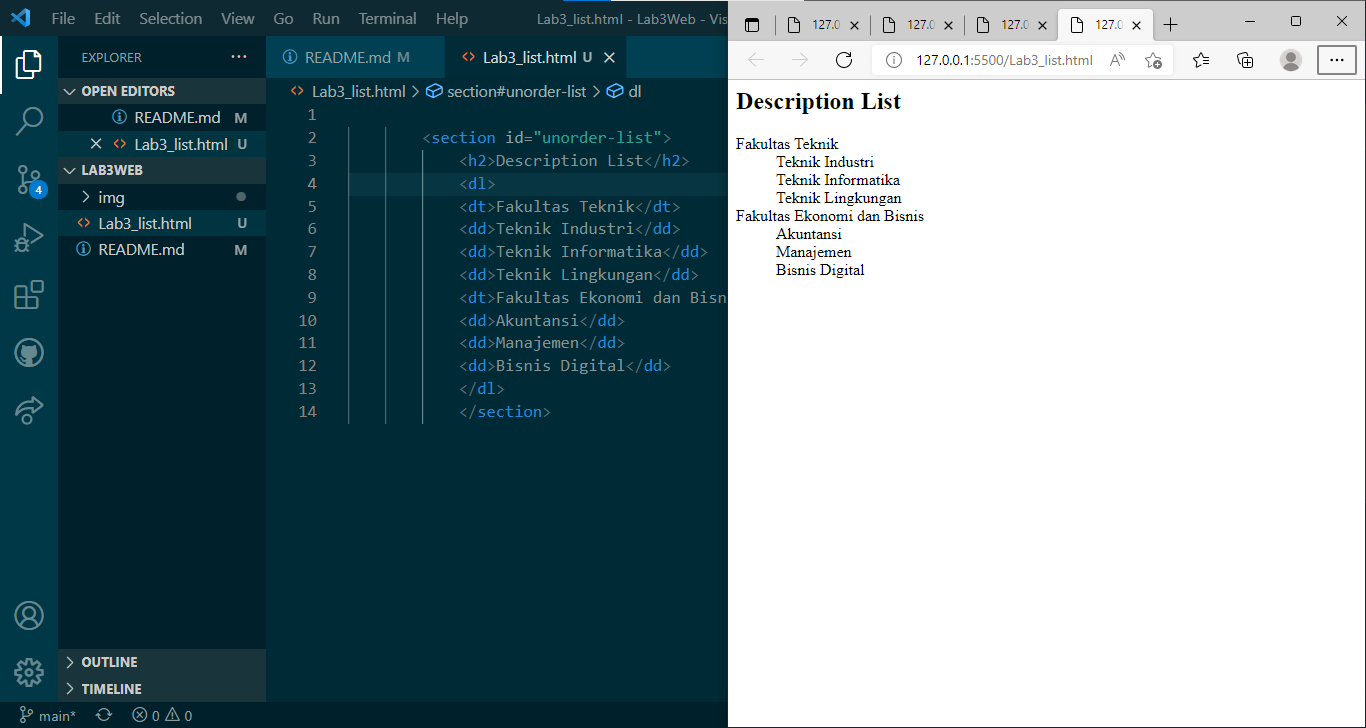 File Edit Selection View Go Run Terminal Help Lab3_list.html - Lab3Web - Vis
EXPLORER
OPEN EDITORS
README.md M
Lab3_list.html U
LAB3WEB
img
Lab3_list.html U
README.md M
4
OUTLINE
TIMELINE
main* 0 0
README.md M Lab3_list.html U
Lab3_list.html > section#unorder-list > dl
1
2 <section id="unorder-list">
3 <h2>Description List</h2>
4 <dl>
5 <dt>Fakultas Teknik</dt>
6 <dd>Teknik Industri</dd>
7 <dd>Teknik Informatika</dd>
8 <dd>Teknik Lingkungan</dd>
9 <dt>Fakultas Ekonomi dan Bisn
10 <dd>Akuntansi</dd>
11 <dd>Manajemen</dd>
12 <dd>Bisnis Digital</dd>
13 </dl>
14 </section>
127.0 127.0 127.0 127.0
127.0.0.1:5500/Lab3_list.html
Description List
Fakultas Teknik
Teknik Industri
Teknik Informatika
Teknik Lingkungan
Fakultas Ekonomi dan Bisnis
Akuntansi
Manajemen
Bisnis Digital